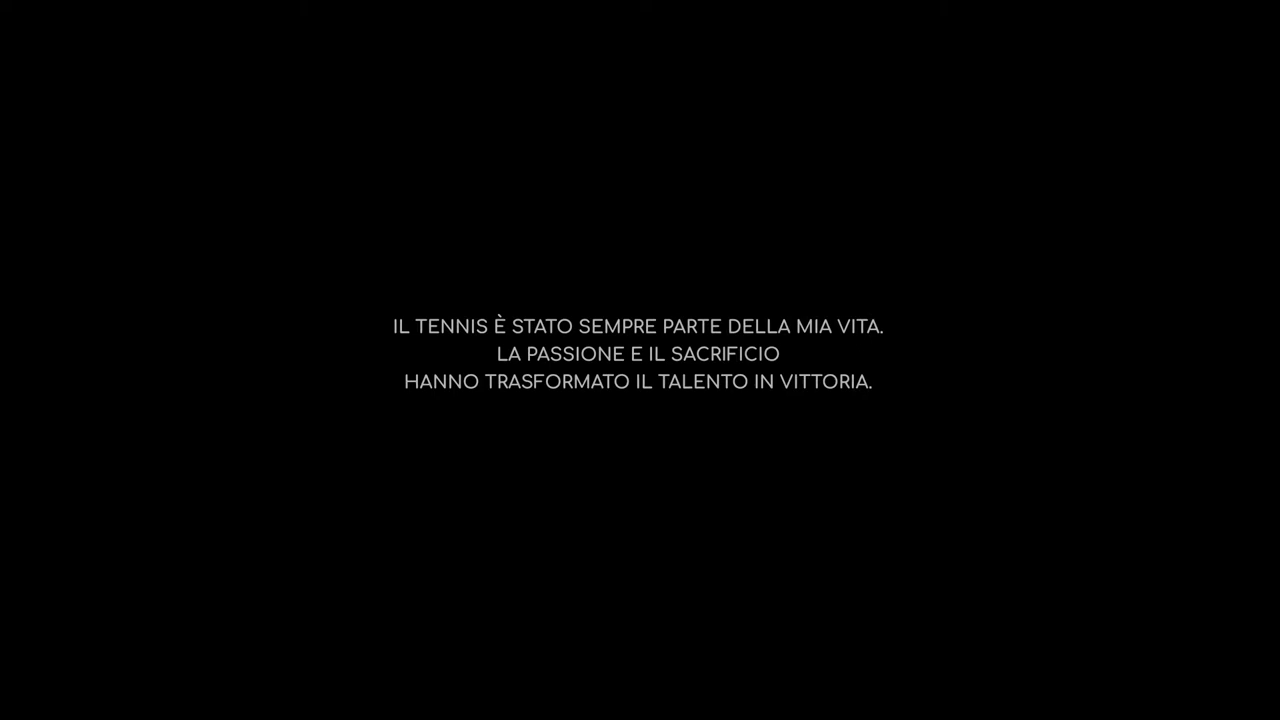 IL TENNIS È STATO SEMPRE PARTE DELLA MIA VITA.
LA PASSIONE E IL SACRIFICIO
HANNO TRASFORMATO IL TALENTO IN VITTORIA.